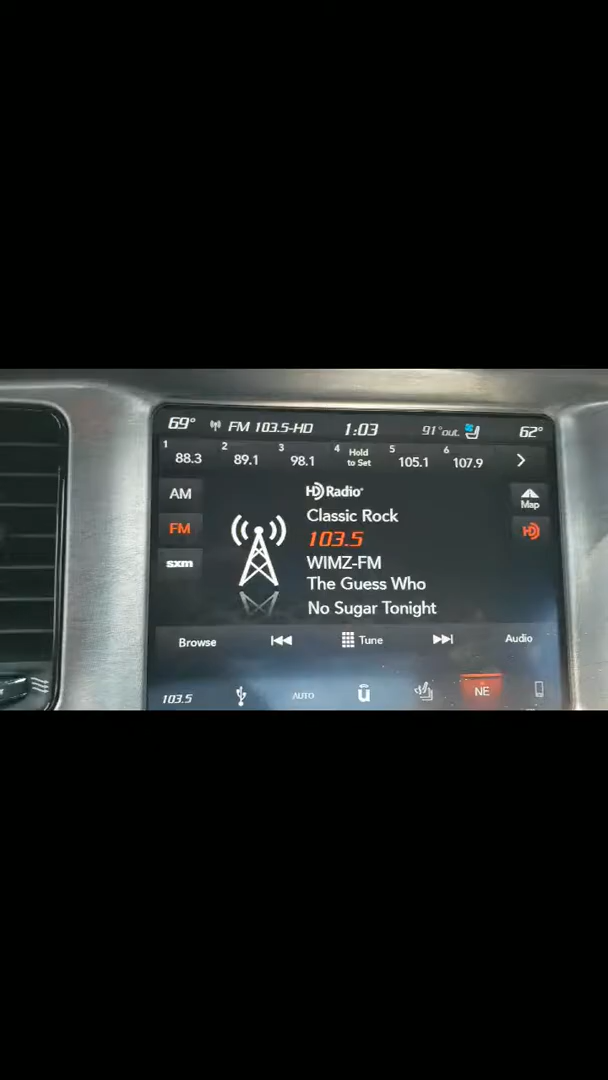 69° FM 103.5-HD 1:03 91°out. 62°
1 88.3 2 89.1 3 98.1 4 Hold to Set 5 105.1 6 107.9
AM
FM
sxm
HD Radio
Classic Rock
103.5
WIMZ-FM
The Guess Who
No Sugar Tonight
Map
HD
Browse Tune Audio
103.5 AUTO u NE